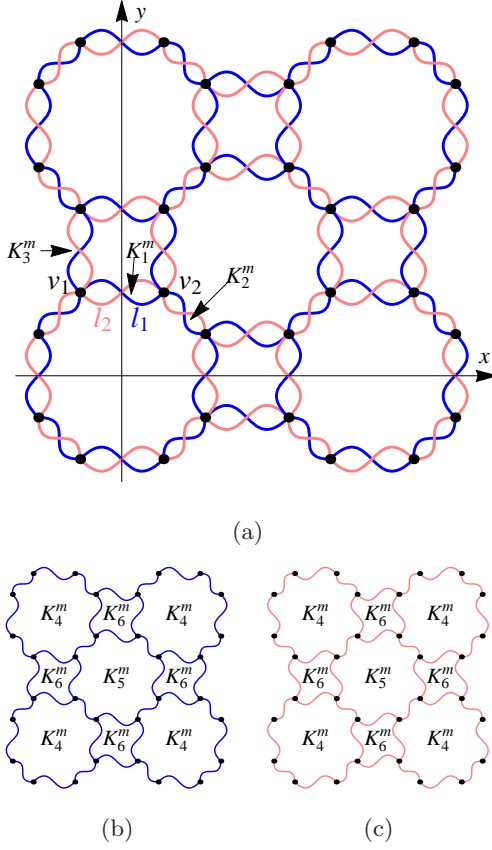 y
K_3^m
K_1^m
K_2^m
v_1
v_2
l_2
l_1
x
(a)
K_4^m K_6^m K_4^m
K_6^m K_5^m K_6^m
K_4^m K_6^m K_4^m
(b)
K_4^m K_6^m K_4^m
K_6^m K_5^m K_6^m
K_4^m K_6^m K_4^m
(c)